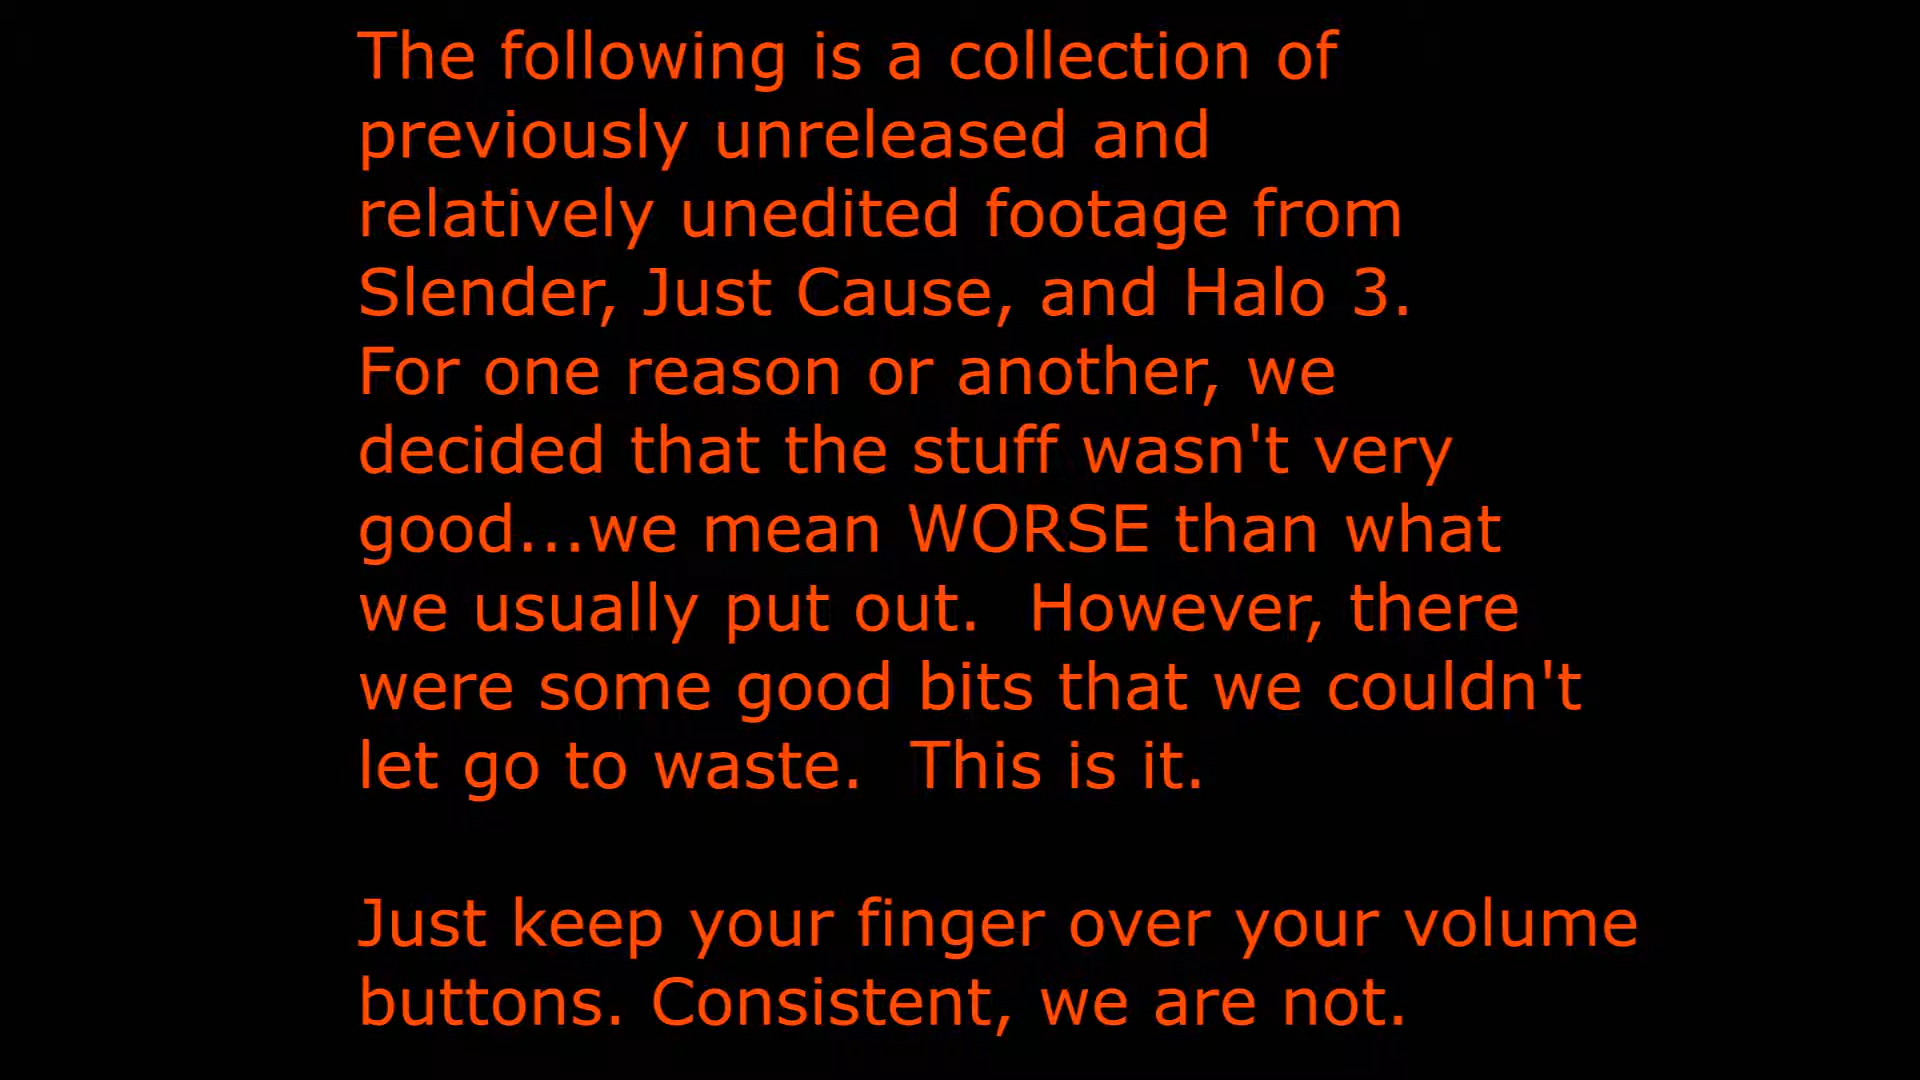 The following is a collection of
previously unreleased and
relatively unedited footage from
Slender, Just Cause, and Halo 3.
For one reason or another, we
decided that the stuff wasn't very
good...we mean WORSE than what
we usually put out.  However, there
were some good bits that we couldn't
let go to waste.  This is it.
Just keep your finger over your volume
buttons. Consistent, we are not.